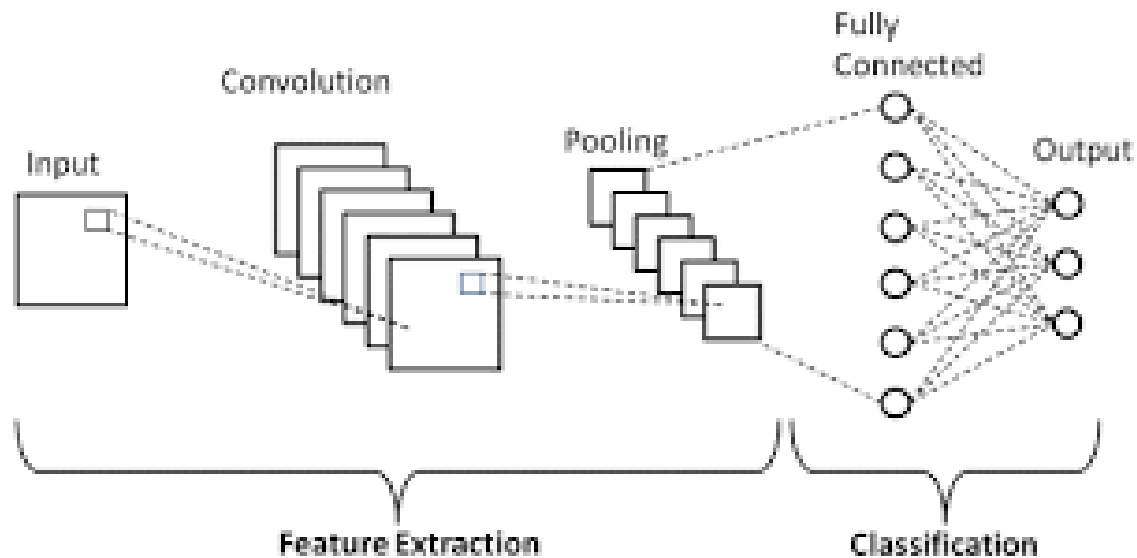 Fully
Connected
Convolution
Pooling
Input
Output
Feature Extraction
Classification